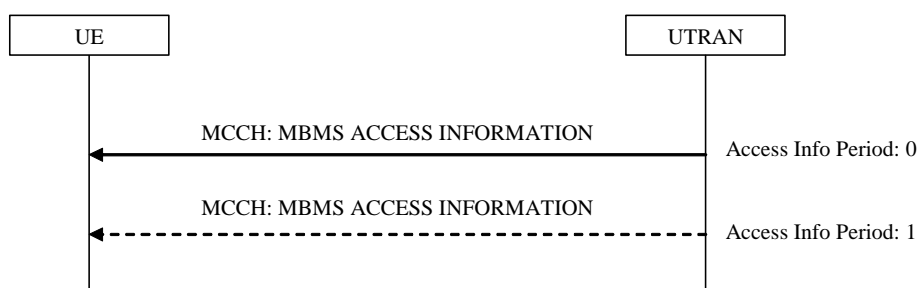 UE
UTRAN
MCCH: MBMS ACCESS INFORMATION
Access Info Period: 0
MCCH: MBMS ACCESS INFORMATION
Access Info Period: 1